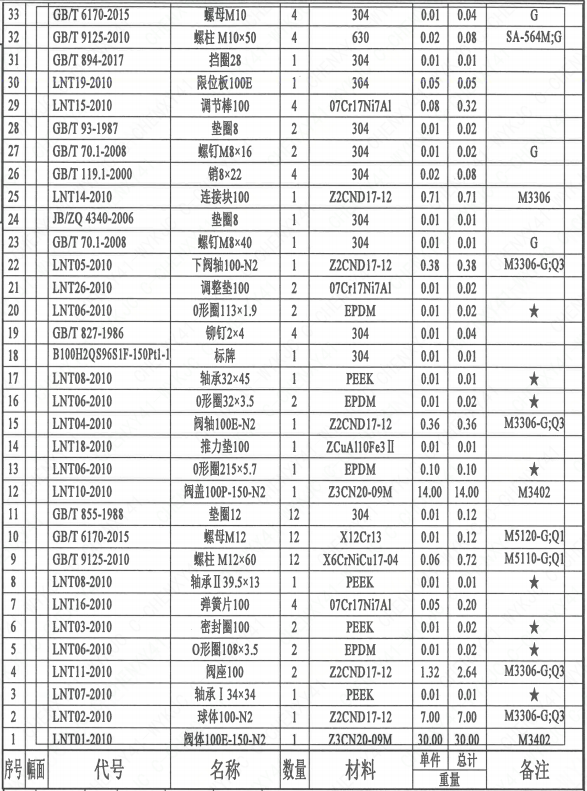 33 GB/T 6170-2015 螺母M10 4 304 0.01 0.04 G
32 GB/T 9125-2010 螺柱 M10×50 4 630 0.02 0.08 SA-564M;G
31 GB/T 894-2017 挡圈28 1 304 0.01 0.01
30 LNT19-2010 限位板100E 1 304 0.05 0.05
29 LNT15-2010 调节棒100 4 07Cr17Ni7Al 0.08 0.32
28 GB/T 93-1987 垫圈8 2 304 0.01 0.02
27 GB/T 70.1-2008 螺钉M8×16 2 304 0.01 0.02 G
26 GB/T 119.1-2000 销8×22 4 304 0.02 0.08
25 LNT14-2010 连接块100 1 Z2CND17-12 0.71 0.71 M3306
24 JB/ZQ 4340-2006 垫圈8 1 304 0.01 0.01
23 GB/T 70.1-2008 螺钉M8×40 1 304 0.01 0.01 G
22 LNT05-2010 下阀轴100-N2 1 Z2CND17-12 0.38 0.38 M3306-G;Q3
21 LNT26-2010 调整垫100 2 07Cr17Ni7Al 0.01 0.02
20 LNT06-2010 O形圈113×1.9 2 EPDM 0.01 0.02 ★
19 GB/T 827-1986 铆钉2×4 4 304 0.01 0.04
18 B100H2QS96S1F-150Pt1-1 标牌 1 304 0.01 0.01
17 LNT08-2010 轴承32×45 1 PEEK 0.01 0.01 ★
16 LNT06-2010 O形圈32×3.5 2 EPDM 0.01 0.02 ★
15 LNT04-2010 阀轴100E-N2 1 Z2CND17-12 0.36 0.36 M3306-G;Q3
14 LNT18-2010 推力垫100 1 ZCuAl10Fe3Ⅱ 0.01 0.01
13 LNT06-2010 O形圈215×5.7 1 EPDM 0.10 0.10 ★
12 LNT10-2010 阀盖100P-150-N2 1 Z3CN20-09M 14.00 14.00 M3402
11 GB/T 855-1988 垫圈12 12 304 0.01 0.12
10 GB/T 6170-2015 螺母M12 12 X12Cr13 0.01 0.12 M5120-G;Q1
9 GB/T 9125-2010 螺柱 M12×60 12 X6CrNiCu17-04 0.06 0.72 M5110-G;Q1
8 LNT08-2010 轴承Ⅱ39.5×13 1 PEEK 0.01 0.01 ★
7 LNT16-2010 弹簧片100 4 07Cr17Ni7Al 0.05 0.20
6 LNT03-2010 密封圈100 2 PEEK 0.01 0.02 ★
5 LNT06-2010 O形圈108×3.5 2 EPDM 0.01 0.02 ★
4 LNT11-2010 阀座100 2 Z2CND17-12 1.32 2.64 M3306-G;Q3
3 LNT07-2010 轴承Ⅰ34×34 1 PEEK 0.01 0.01 ★
2 LNT02-2010 球体100-N2 1 Z2CND17-12 7.00 7.00 M3306-G;Q3
1 LNT01-2010 阀体100E-150-N2 1 Z3CN20-09M 30.00 30.00 M3402
序号 幅面 代号 名称 数量 材料 单件 总计 备注
重量